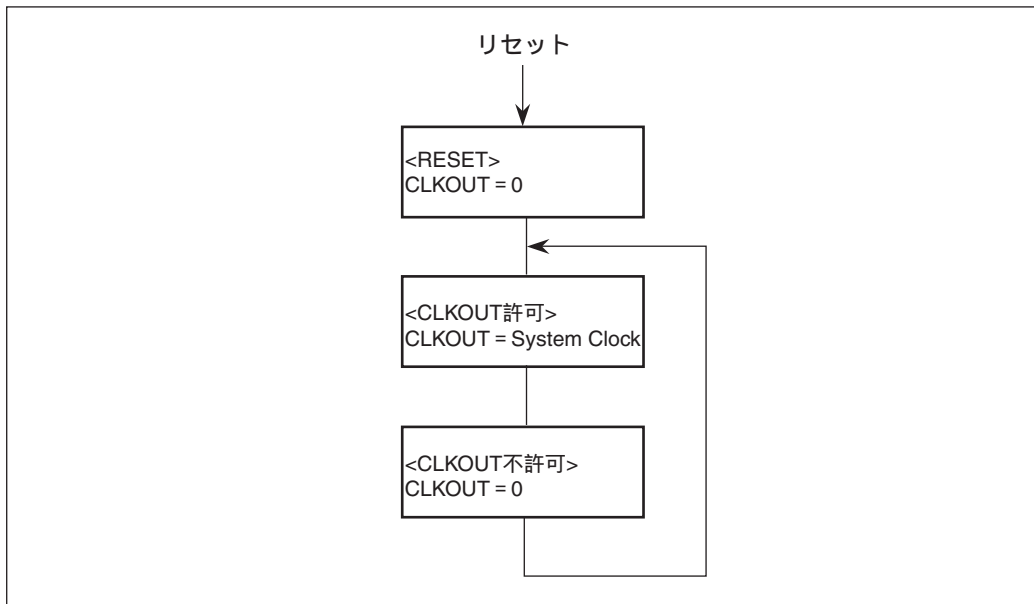 リセット
<RESET>
CLKOUT = 0
<CLKOUT許可>
CLKOUT = System Clock
<CLKOUT不許可>
CLKOUT = 0